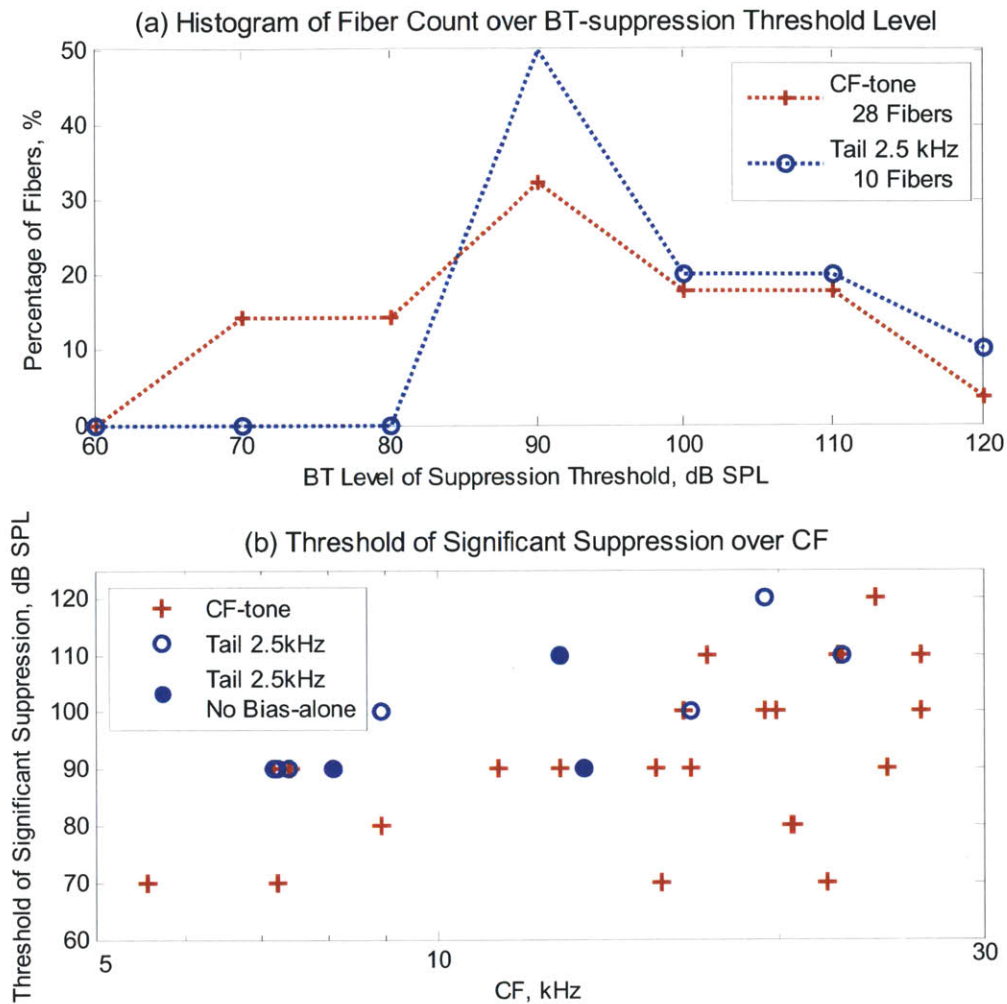 (a) Histogram of Fiber Count over BT-suppression Threshold Level
Percentage of Fibers, %
50
40
30
20
10
0
CF-tone
28 Fibers
Tail 2.5 kHz
10 Fibers
60
70
80
90
100
110
120
BT Level of Suppression Threshold, dB SPL
(b) Threshold of Significant Suppression over CF
Threshold of Significant Suppression, dB SPL
120
110
100
90
80
70
60
CF-tone
Tail 2.5kHz
Tail 2.5kHz
No Bias-alone
5
10
30
CF, kHz